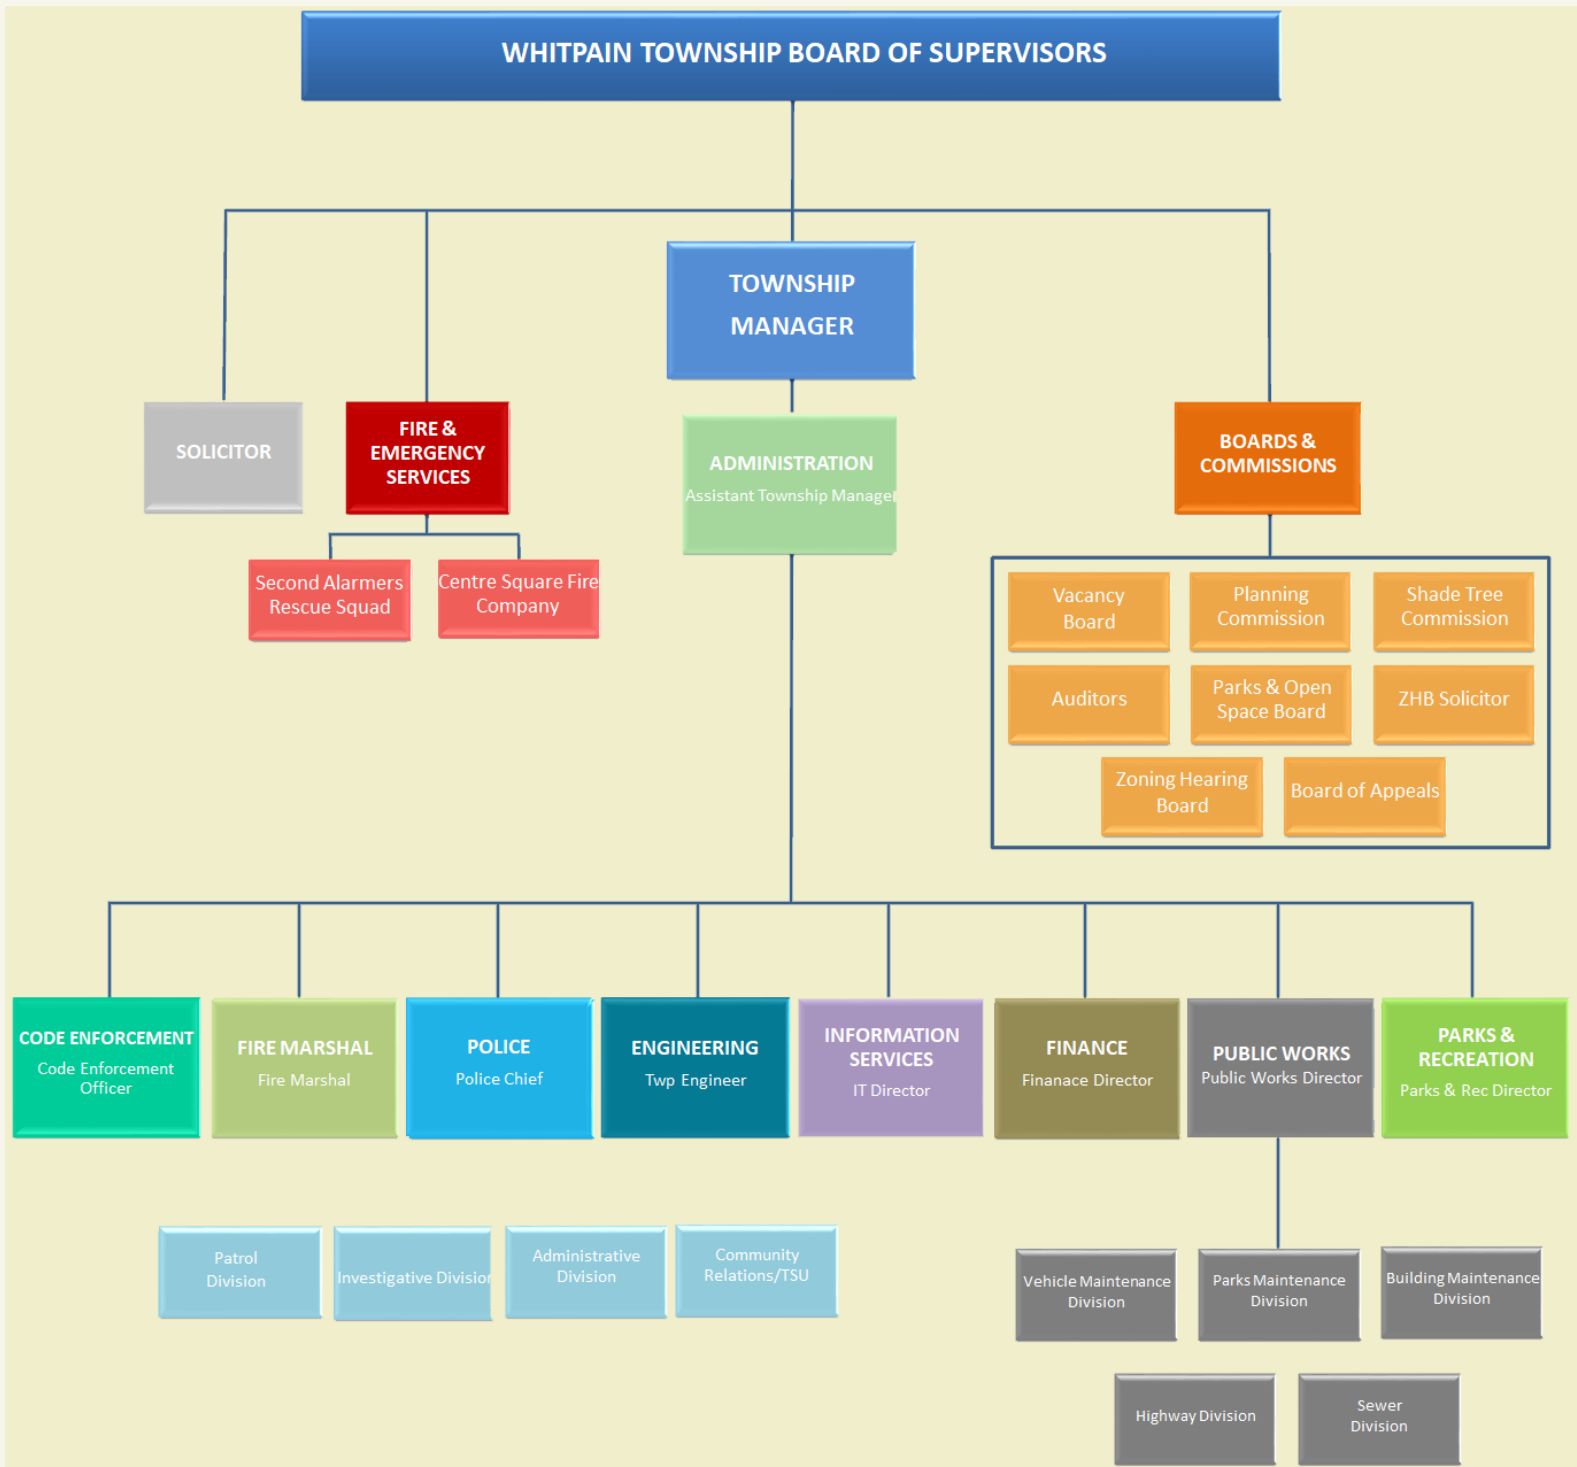 WHITPAIN TOWNSHIP BOARD OF SUPERVISORS
TOWNSHIP
MANAGER
SOLICITOR
FIRE &
EMERGENCY
SERVICES
ADMINISTRATION
Assistant Township Manager
BOARDS &
COMMISSIONS
Second Alarmers
Rescue Squad
Centre Square Fire
Company
Vacancy
Board
Planning
Commission
Shade Tree
Commission
Auditors
Parks & Open
Space Board
ZHB Solicitor
Zoning Hearing
Board
Board of Appeals
CODE ENFORCEMENT
Code Enforcement
Officer
FIRE MARSHAL
Fire Marshal
POLICE
Police Chief
ENGINEERING
Twp Engineer
INFORMATION
SERVICES
IT Director
FINANCE
Finanace Director
PUBLIC WORKS
Public Works Director
PARKS &
RECREATION
Parks & Rec Director
Patrol
Division
Investigative Division
Administrative
Division
Community
Relations/TSU
Vehicle Maintenance
Division
Parks Maintenance
Division
Building Maintenance
Division
Highway Division
Sewer
Division